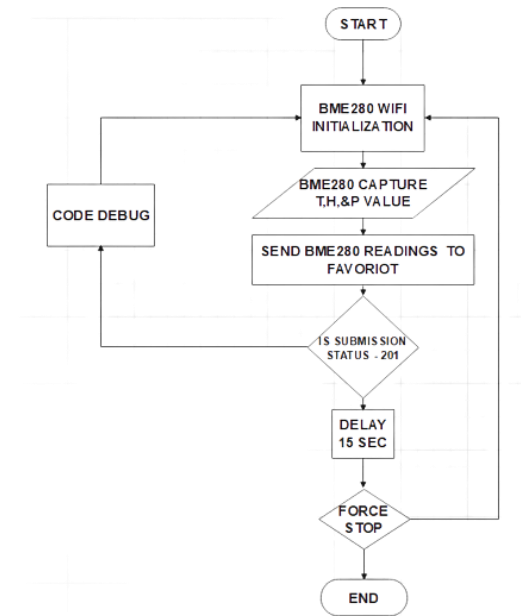 START
BME280 WIFI
INITIALIZATION
BME280 CAPTURE
T,H,&P VALUE
CODE DEBUG
SEND BME280 READINGS TO
FAVORIOT
IS SUBMISSION
STATUS - 201
DELAY
15 SEC
FORCE
STOP
END